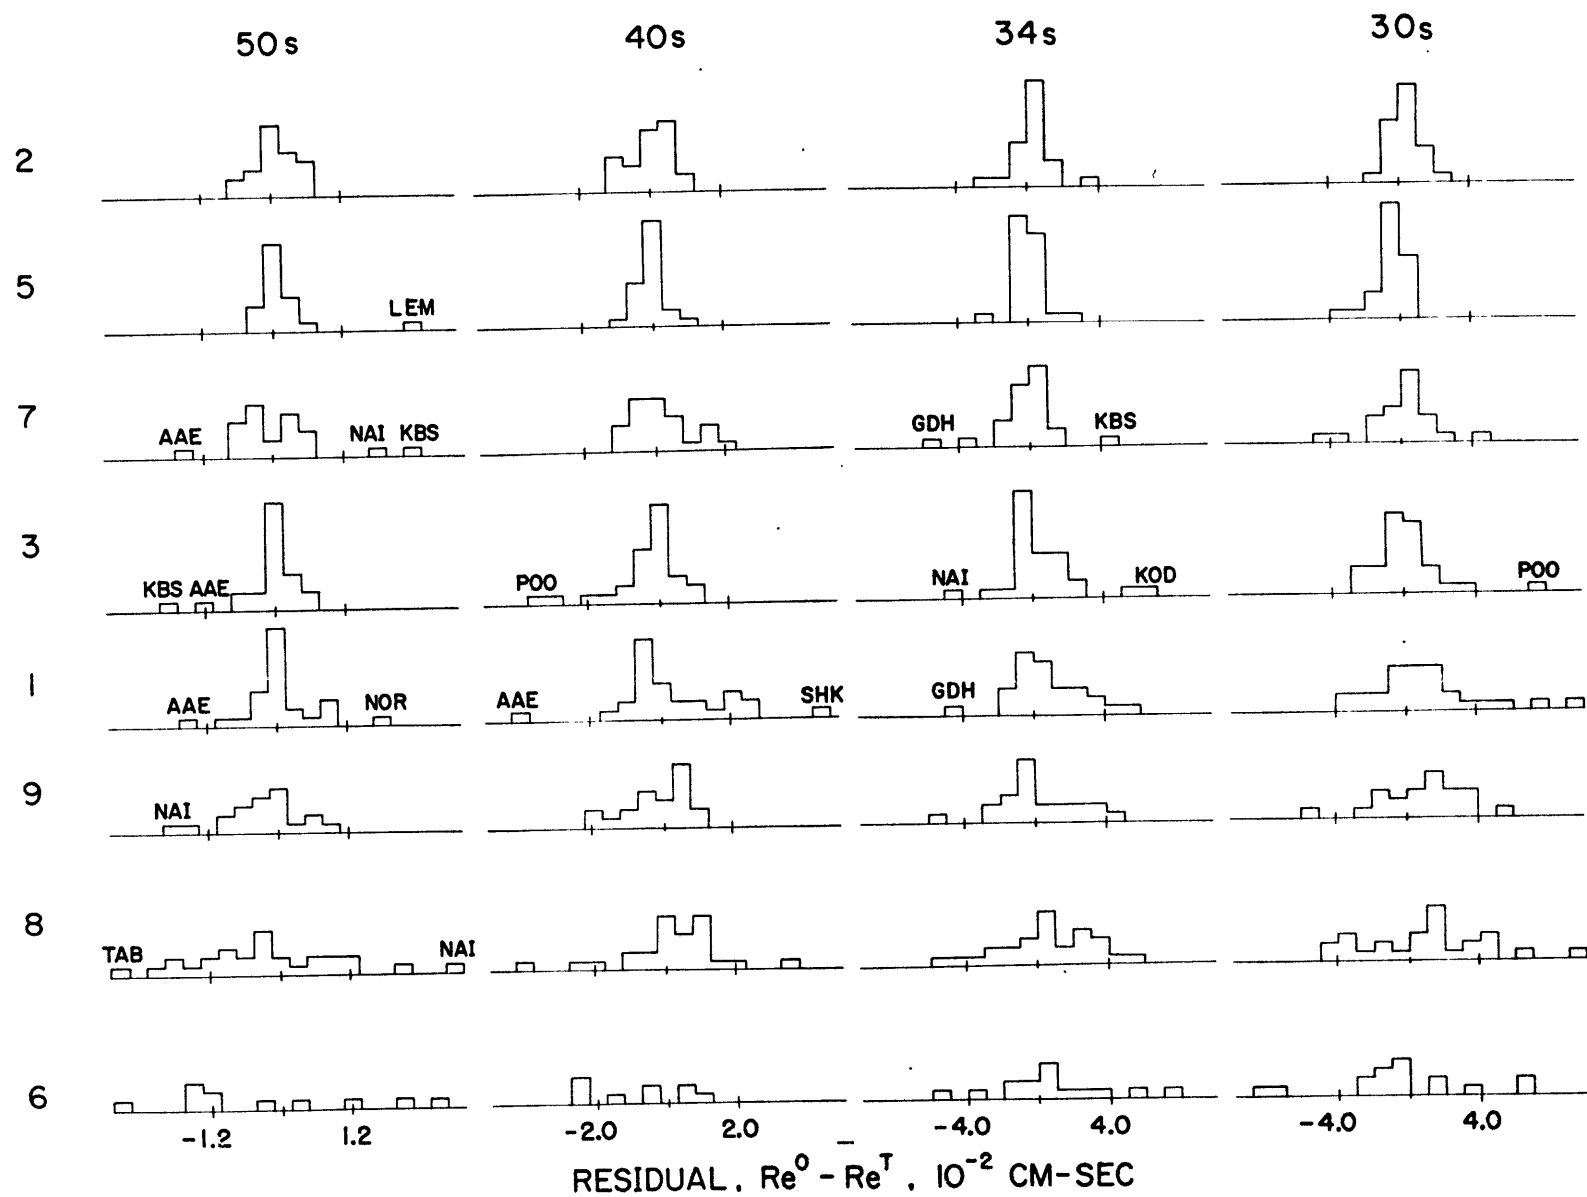 50s 40s 34s 30s
2
5
LEM
7
AAE NAI KBS GDH KBS
3
KBS AAE POO NAI KOD POO
1
AAE NOR AAE SHK GDH
9
NAI
8
TAB NAI
6
-1.2 1.2 -2.0 2.0 -4.0 4.0 -4.0 4.0
RESIDUAL, Re⁰ - Reᵀ, 10⁻² CM-SEC